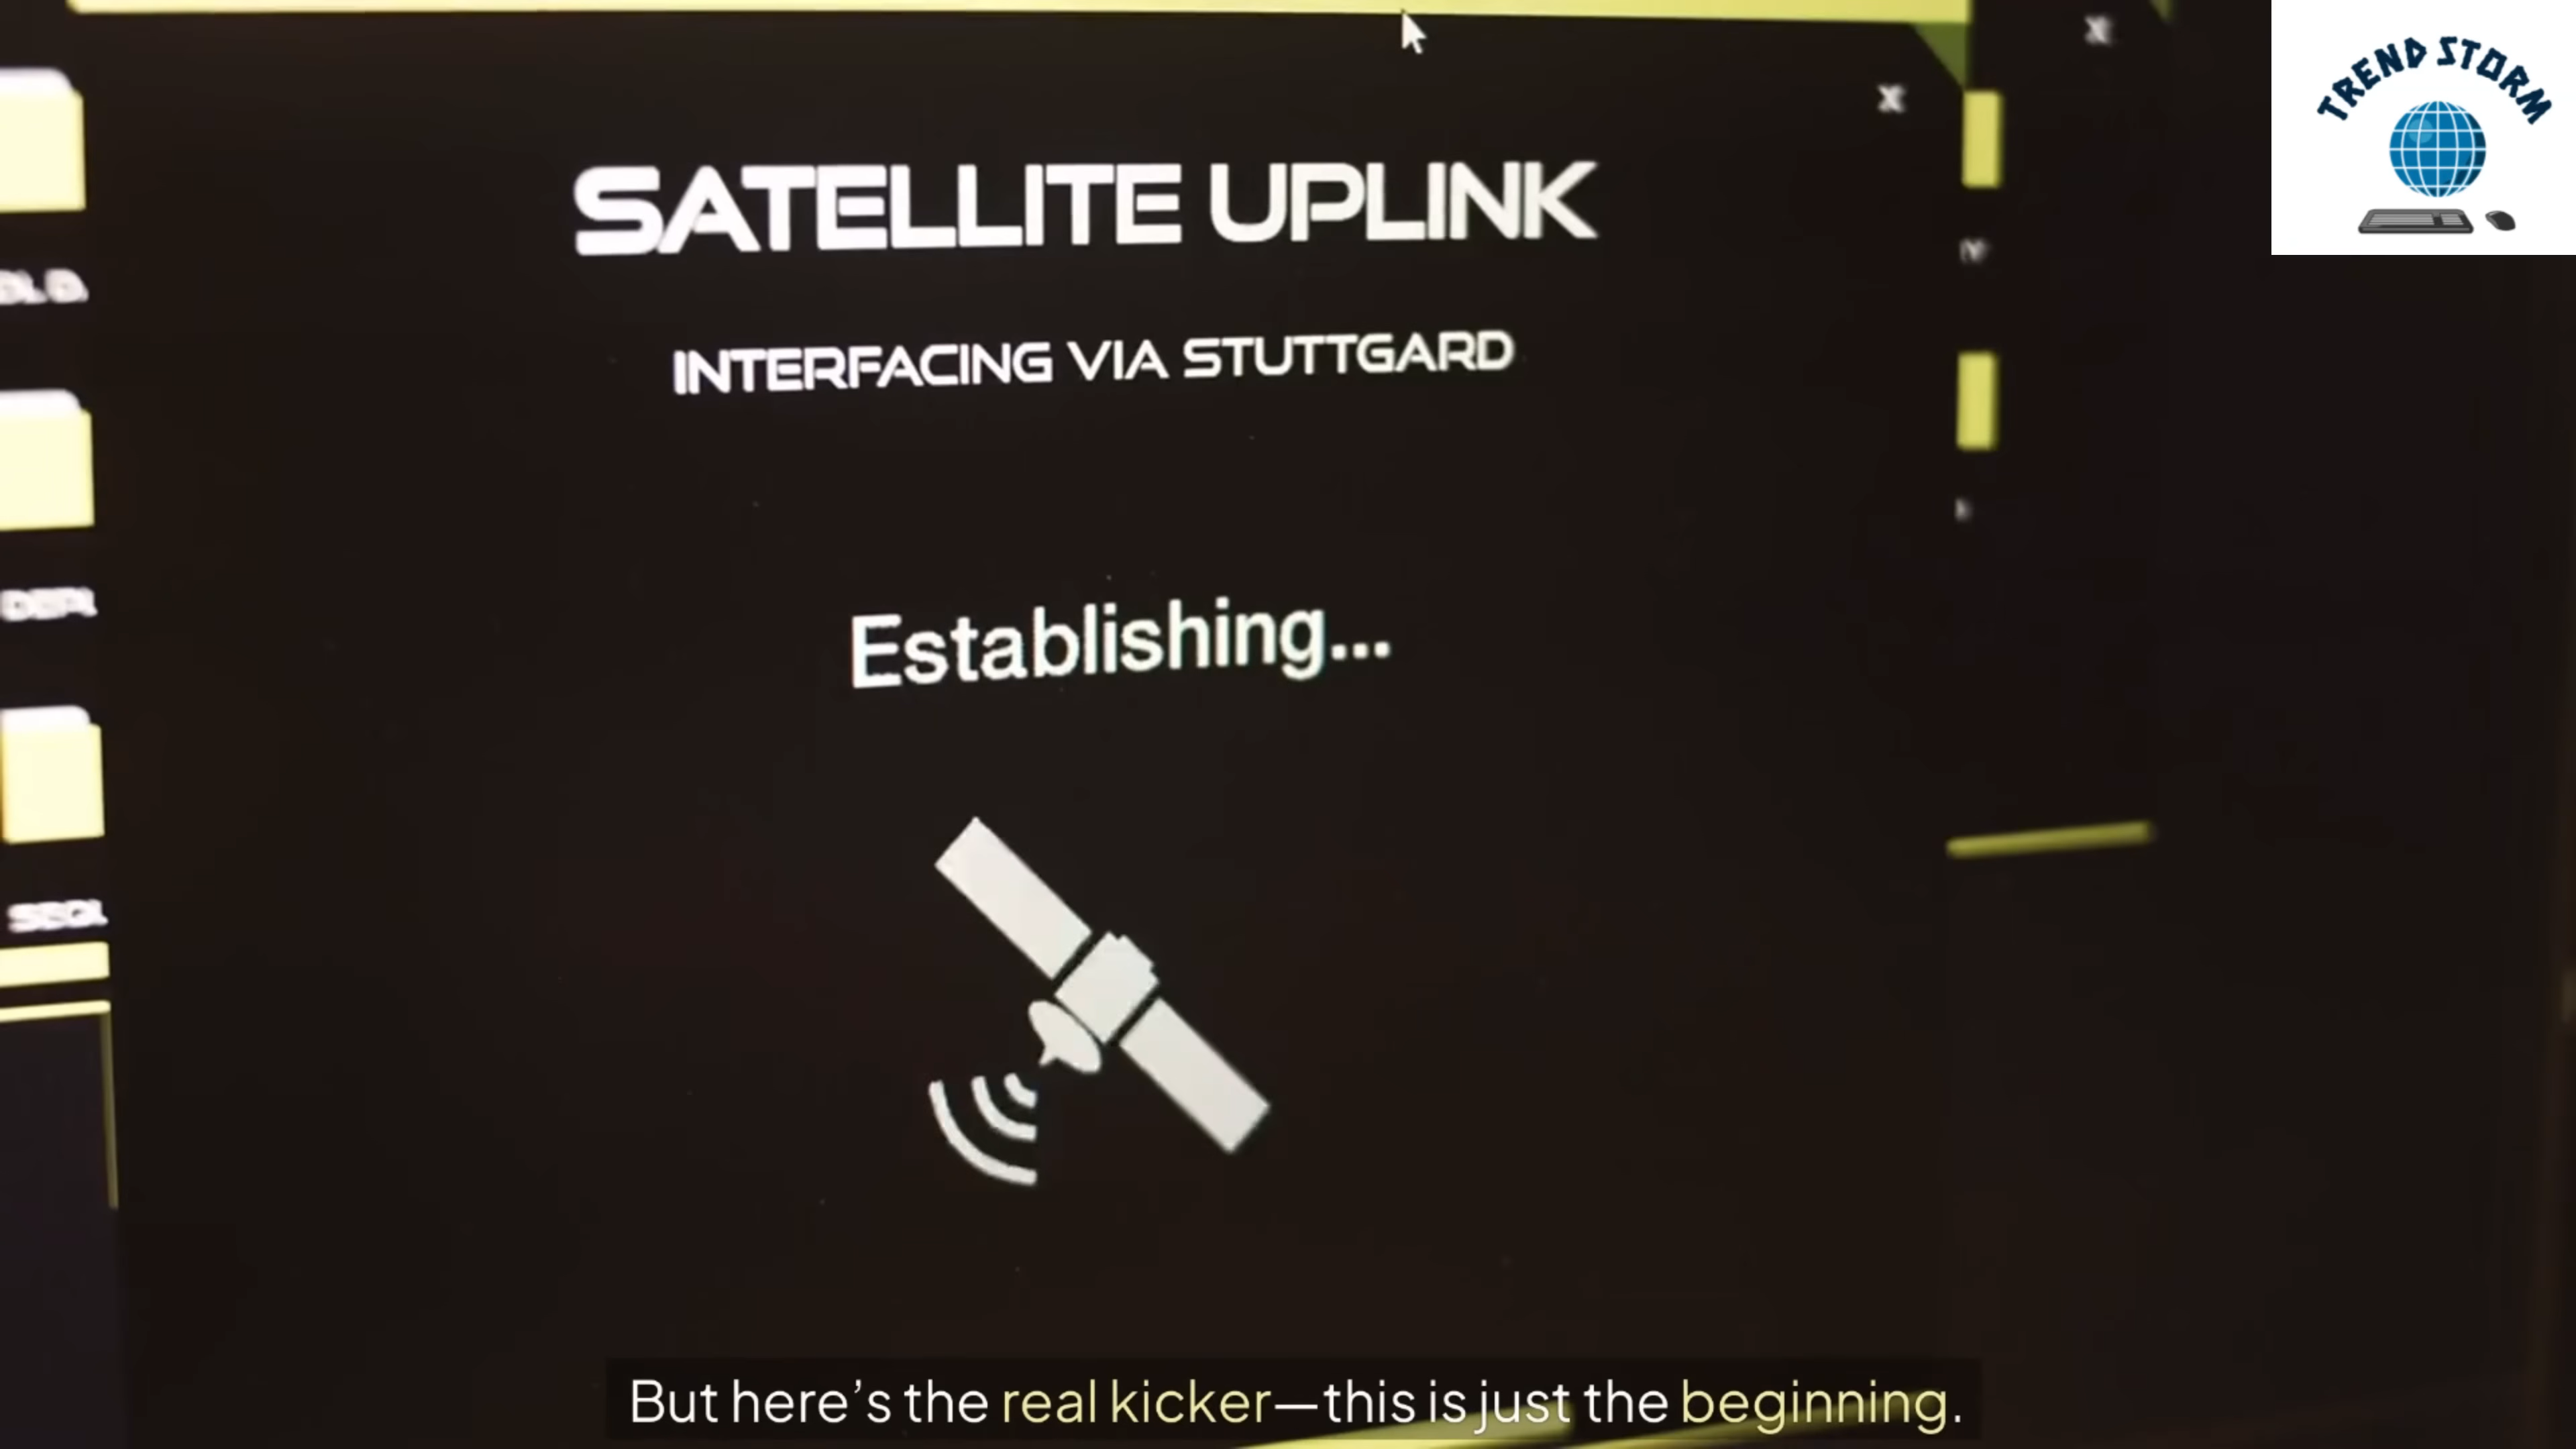 TREND STORM
x
x
SATELLITE UPLINK
INTERFACING VIA STUTTGARD
Establishing...
But here's the real kicker—this is just the beginning.